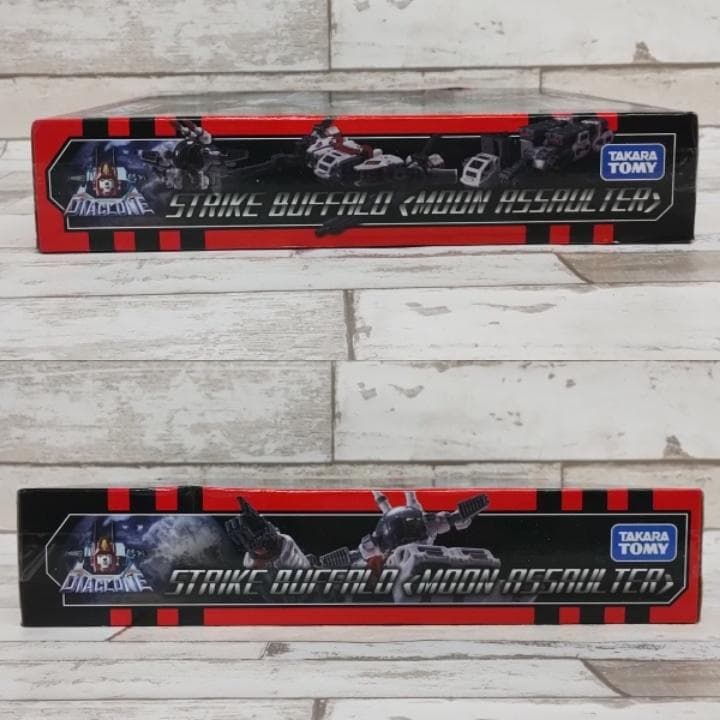 TAKARA
TOMY
DIACLONE
STRIKE BUFFALO <MOON ASSAULTER>
TAKARA
TOMY
DIACLONE
STRIKE BUFFALO <MOON ASSAULTER>